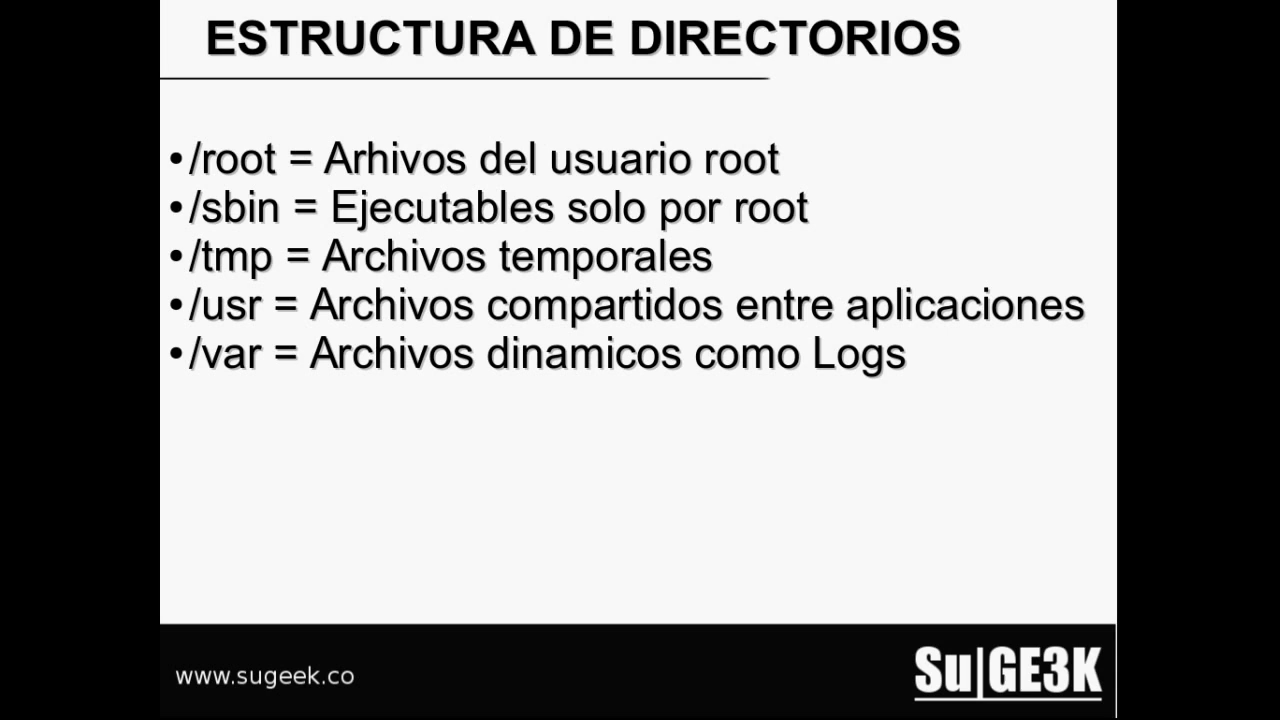 ESTRUCTURA DE DIRECTORIOS
•/root = Arhivos del usuario root
•/sbin = Ejecutables solo por root
•/tmp = Archivos temporales
•/usr = Archivos compartidos entre aplicaciones
•/var = Archivos dinamicos como Logs
www.sugeek.co
Su|GE3K